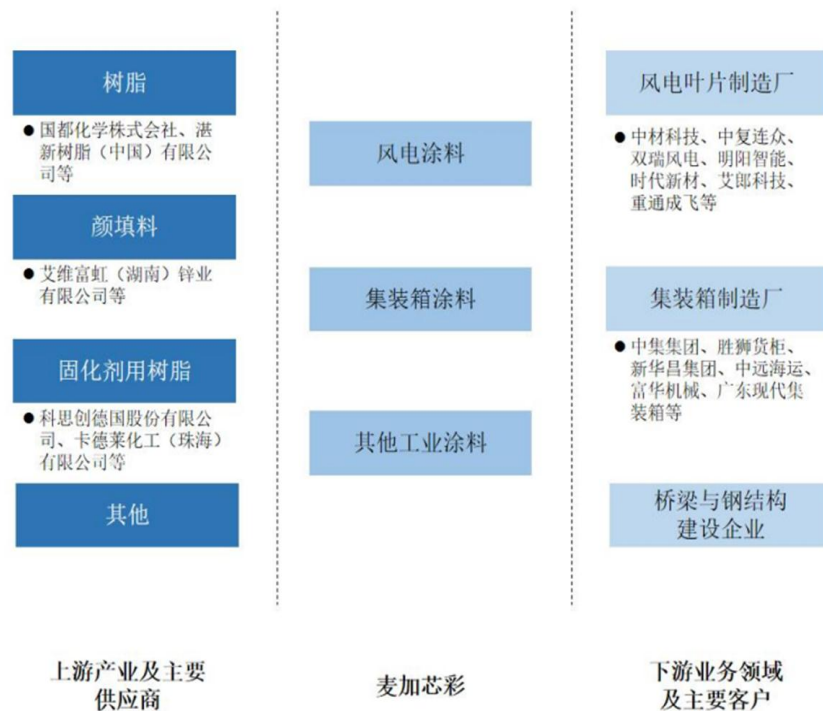 树脂
●国都化学株式会社、湛
新树脂（中国）有限公
司等
颜填料
●艾维富虹（湖南）锌业
有限公司等
固化剂用树脂
●科思创德国股份有限公
司、卡德莱化工（珠海）
有限公司等
其他
上游产业及主要
供应商
风电涂料
集装箱涂料
其他工业涂料
麦加芯彩
风电叶片制造厂
●中材科技、中复连众、
双瑞风电、明阳智能、
时代新材、艾郎科技、
重通成飞等
集装箱制造厂
●中集集团、胜狮货柜、
新华昌集团、中远海运、
富华机械、广东现代集
装箱等
桥梁与钢结构
建设企业
下游业务领域
及主要客户